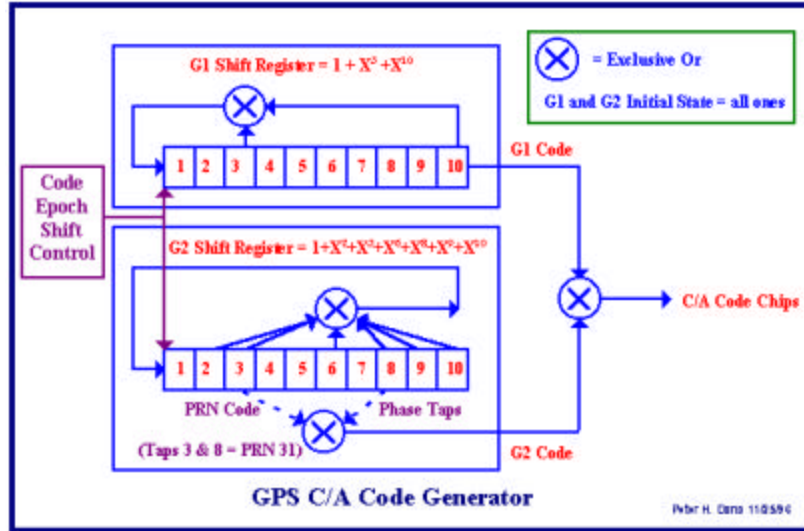 G1 Shift Register = 1 + X³ + X¹⁰
= Exclusive Or
G1 and G2 Initial State = all ones
1 2 3 4 5 6 7 8 9 10
G1 Code
Code
Epoch
Shift
Control
G2 Shift Register = 1+X²+X³+X⁶+X⁸+X⁹+X¹⁰
C/A Code Chips
1 2 3 4 5 6 7 8 9 10
PRN Code
Phase Taps
(Taps 3 & 8 = PRN 31)
G2 Code
GPS C/A Code Generator
Peter H.